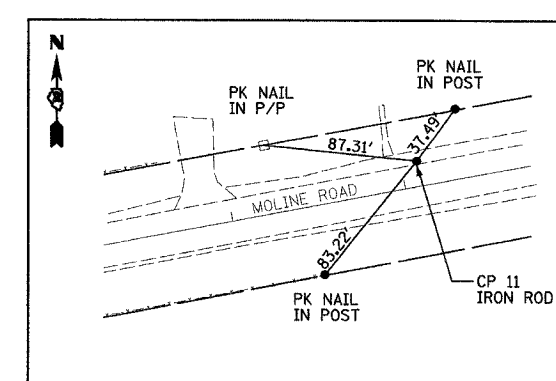 N
PK NAIL
IN POST
PK NAIL
IN P/P
87.31'
37.49'
MOLINE ROAD
83.22'
CP 11
IRON ROD
PK NAIL
IN POST